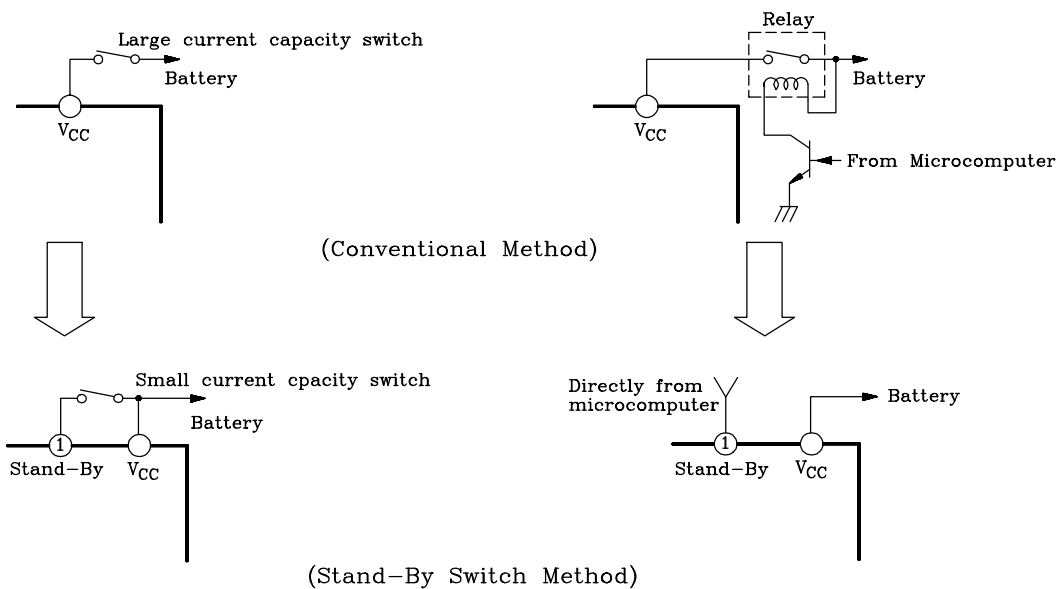 Large current capacity switch
Battery
VCC
Relay
Battery
VCC
From Microcomputer
(Conventional Method)
Small current cpacity switch
Battery
1
Stand-By
VCC
Directly from
microcomputer
Battery
1
Stand-By
VCC
(Stand-By Switch Method)